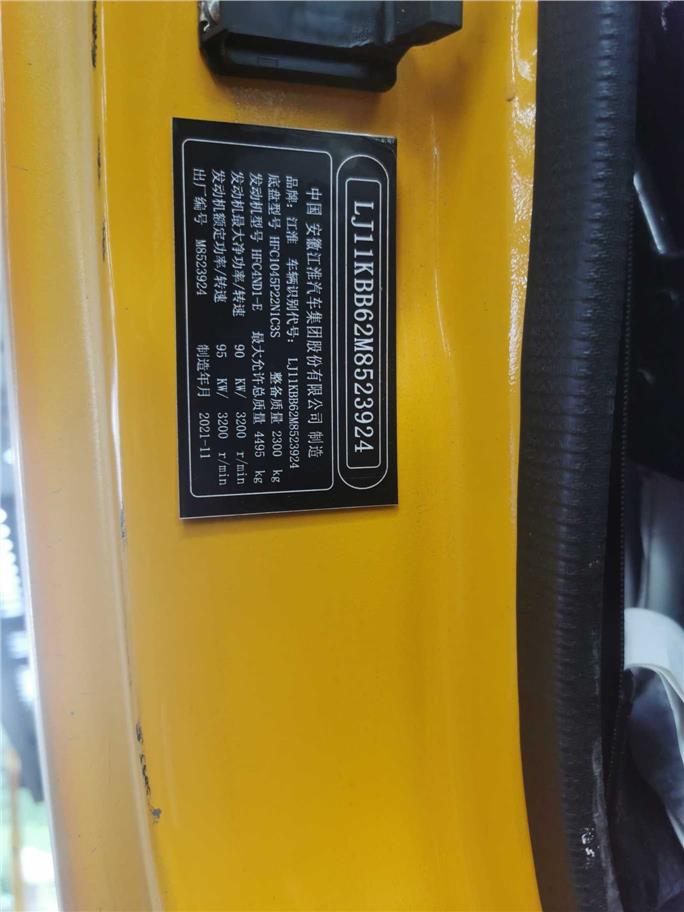 LJ11KBB62M8523924
中国 安徽江淮汽车集团股份有限公司 制造
品牌：江淮 车辆识别代号：LJ11KBB62M8523924
底盘型号 HFC1045P22N1C3S 整备质量 2300 kg
发动机型号 HFC4ND1-E 最大允许总质量 4495 kg
发动机最大净功率/转速 90 KW/ 3200 r/min
发动机额定功率/转速 95 KW/ 3200 r/min
出厂编号 M8523924 制造年月 2021-11